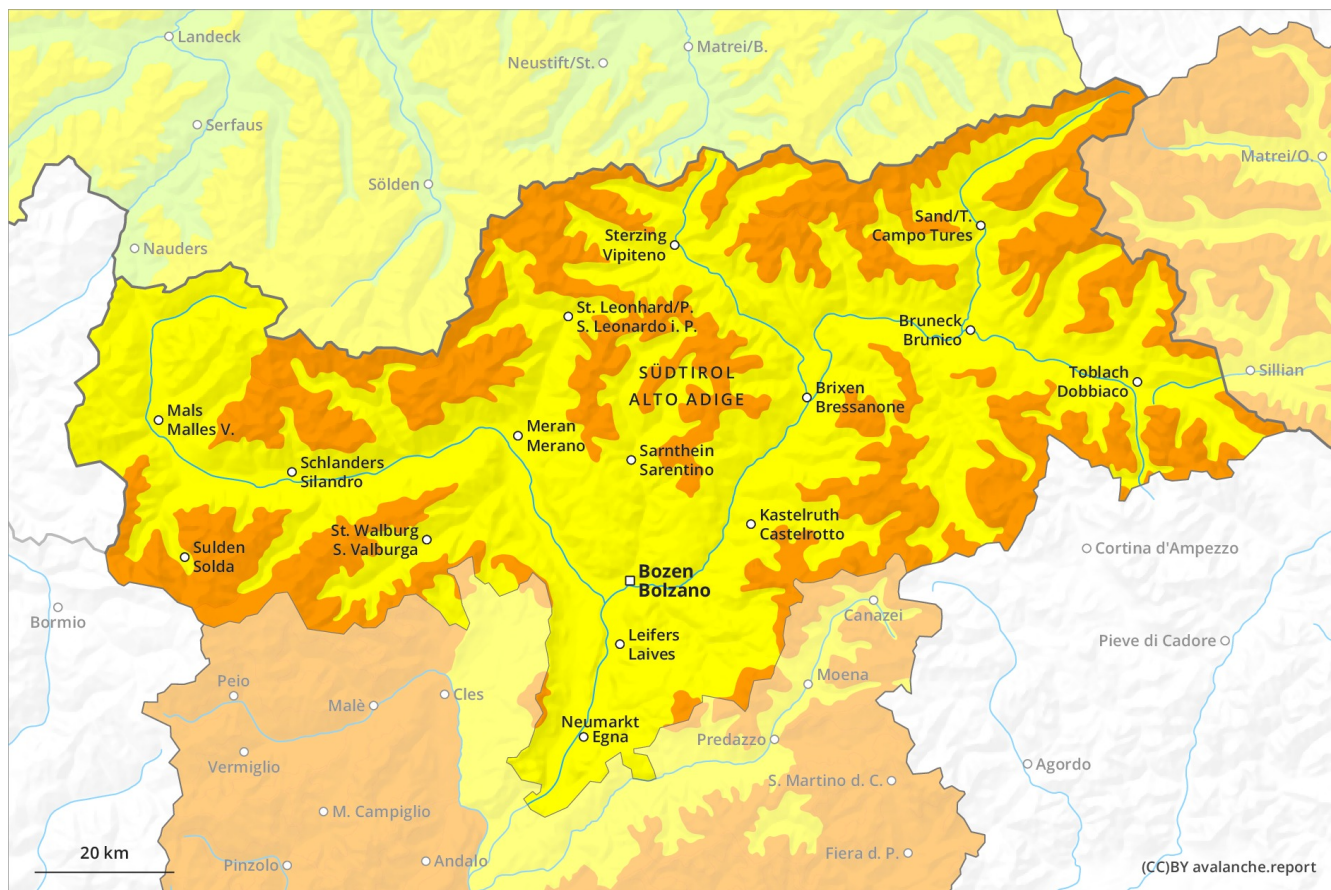 Landeck
Matrei/B.
Neustift/St.
Serfaus
Matrei/O.
Sölden
Sand/T.
Campo Tures
Sterzing
Vipiteno
Nauders
St. Leonhard/P.
S. Leonardo i. P.
Bruneck
Brunico
SÜDTIROL
ALTO ADIGE
Toblach
Dobbiaco
Sillian
Brixen
Bressanone
Mals
Malles V.
Meran
Merano
Schlanders
Silandro
Sarnthein
Sarentino
Kastelruth
Castelrotto
St. Walburg
S. Valburga
Sulden
Solda
Cortina d'Ampezzo
Bozen
Bolzano
Bormio
Canazei
Leifers
Laives
Pieve di Cadore
Peio
Moena
Malè
Cles
Neumarkt
Egna
Predazzo
Vermiglio
Agordo
S. Martino d. C.
M. Campiglio
20 km
Pinzolo
Andalo
Fiera d. P.
(CC)BY avalanche.report